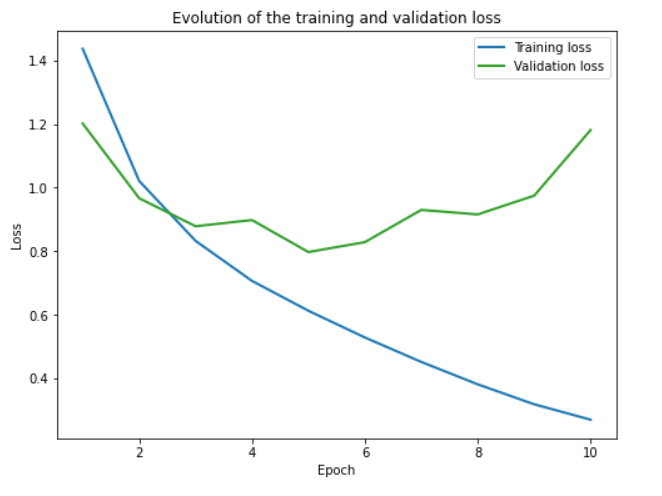 Evolution of the training and validation loss
Training loss
Validation loss
Loss
1.4
1.2
1.0
0.8
0.6
0.4
2 4 6 8 10
Epoch